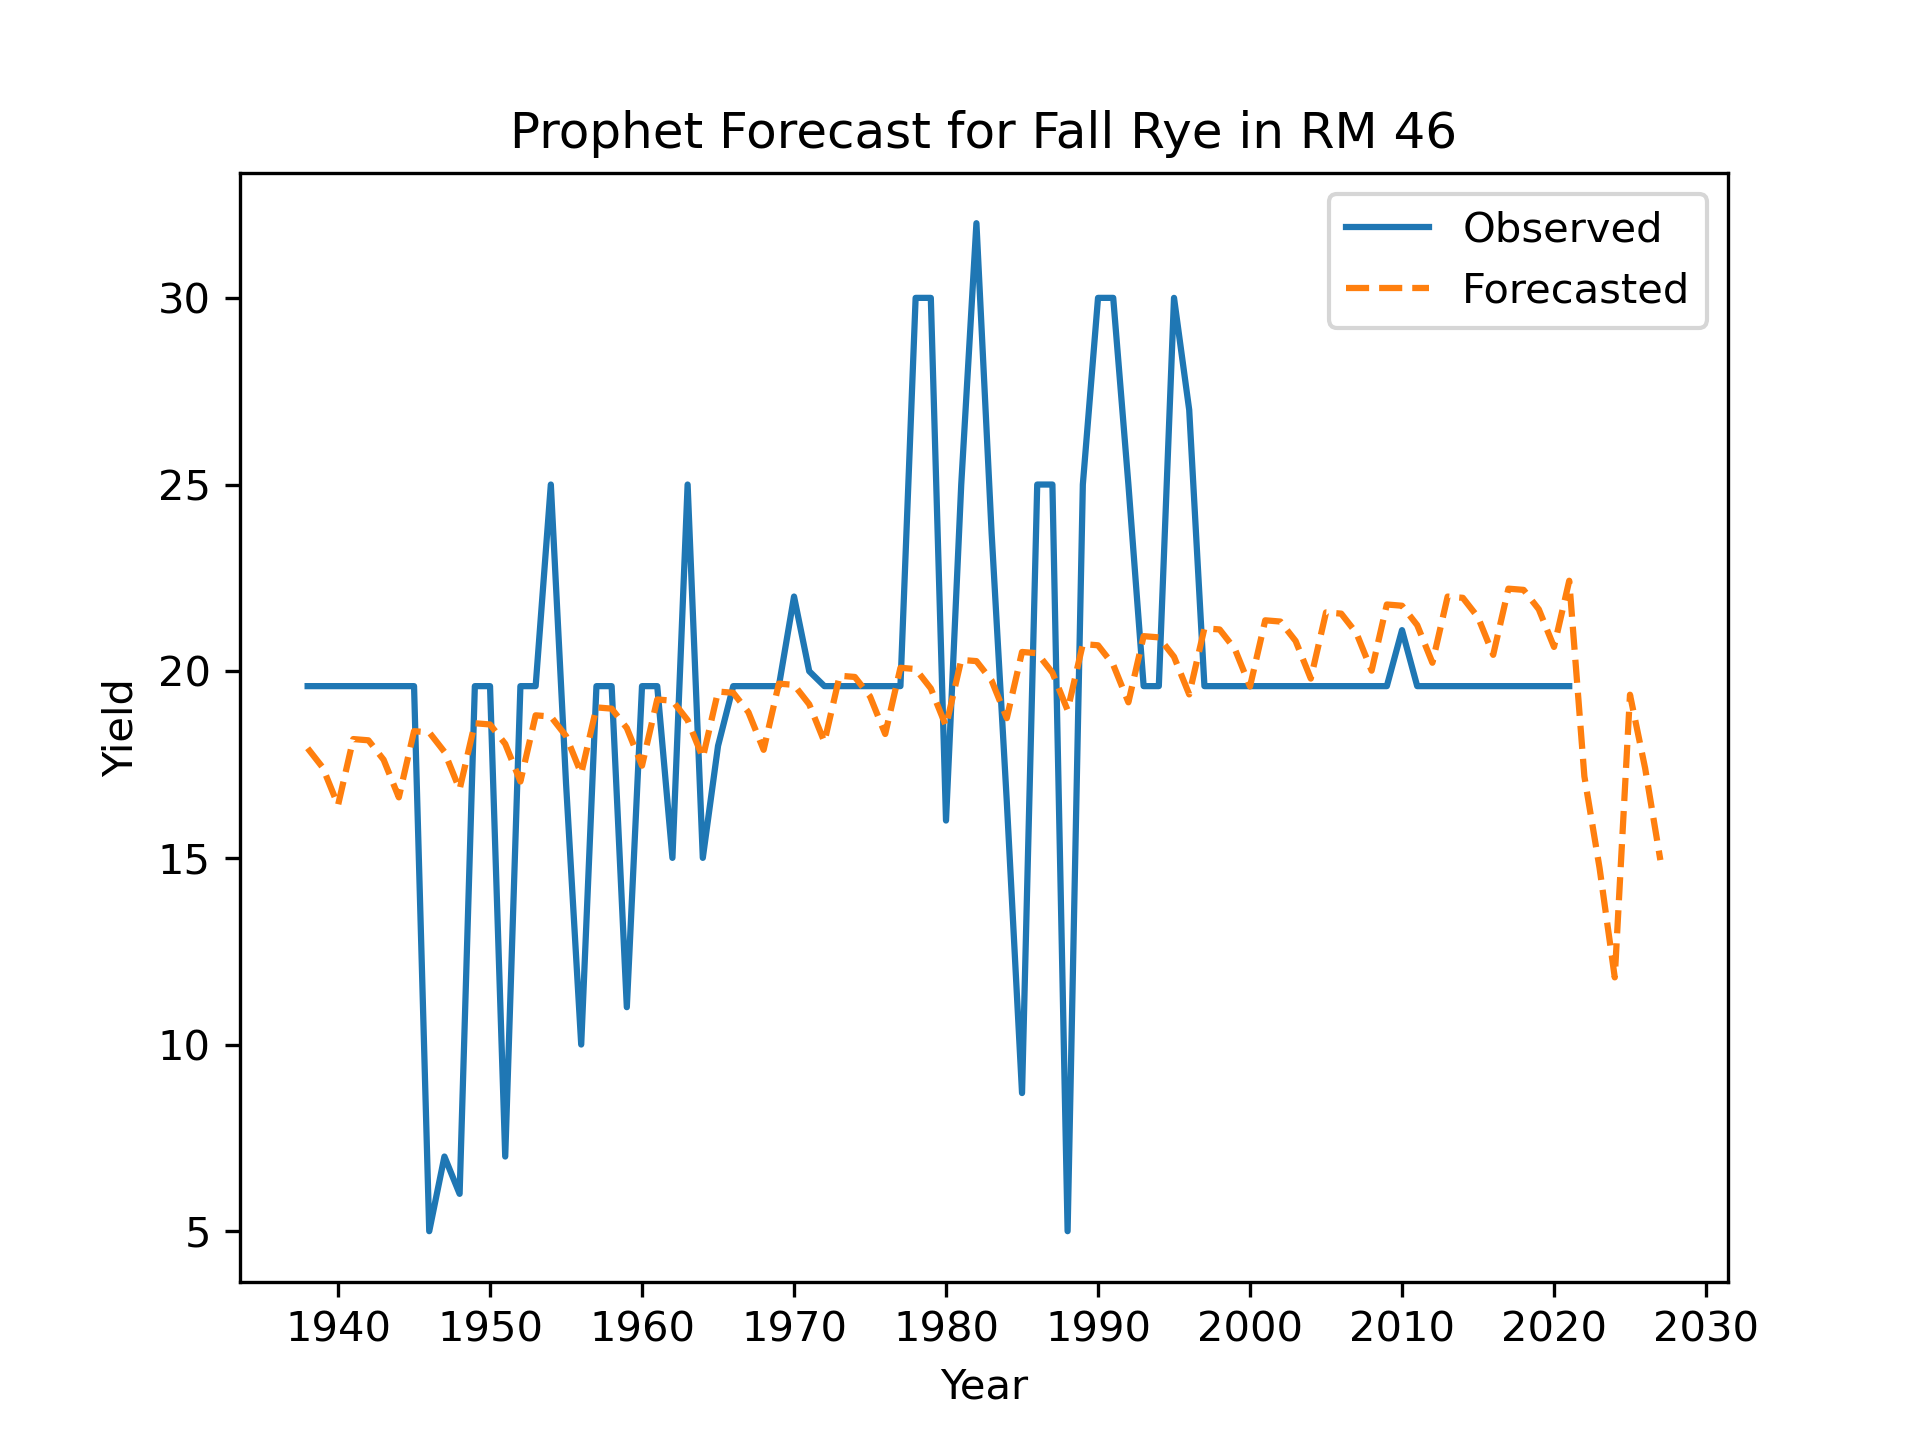 Prophet Forecast for Fall Rye in RM 46
Observed
Forecasted
30
25
20
15
10
5
Yield
1940 1950 1960 1970 1980 1990 2000 2010 2020 2030
Year